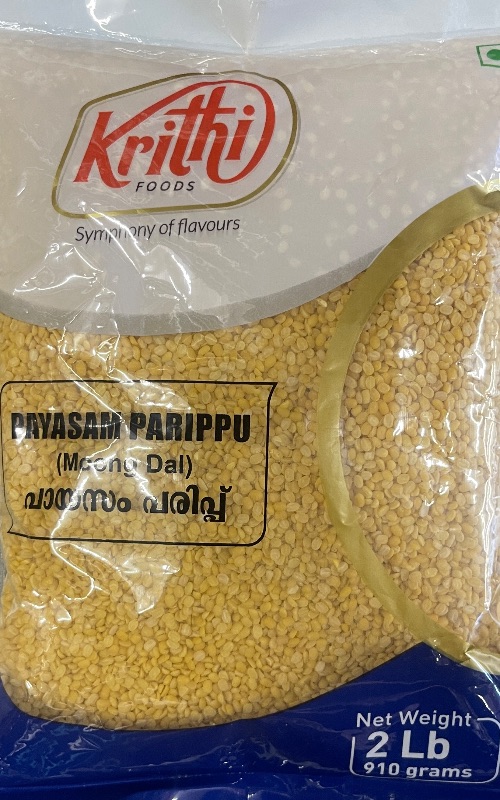 Krithi
FOODS
Symphony of flavours
PAYASAM PARIPPU
(Moong Dal)
പായസം പരിപ്പ്
Net Weight
2 Lb
910 grams